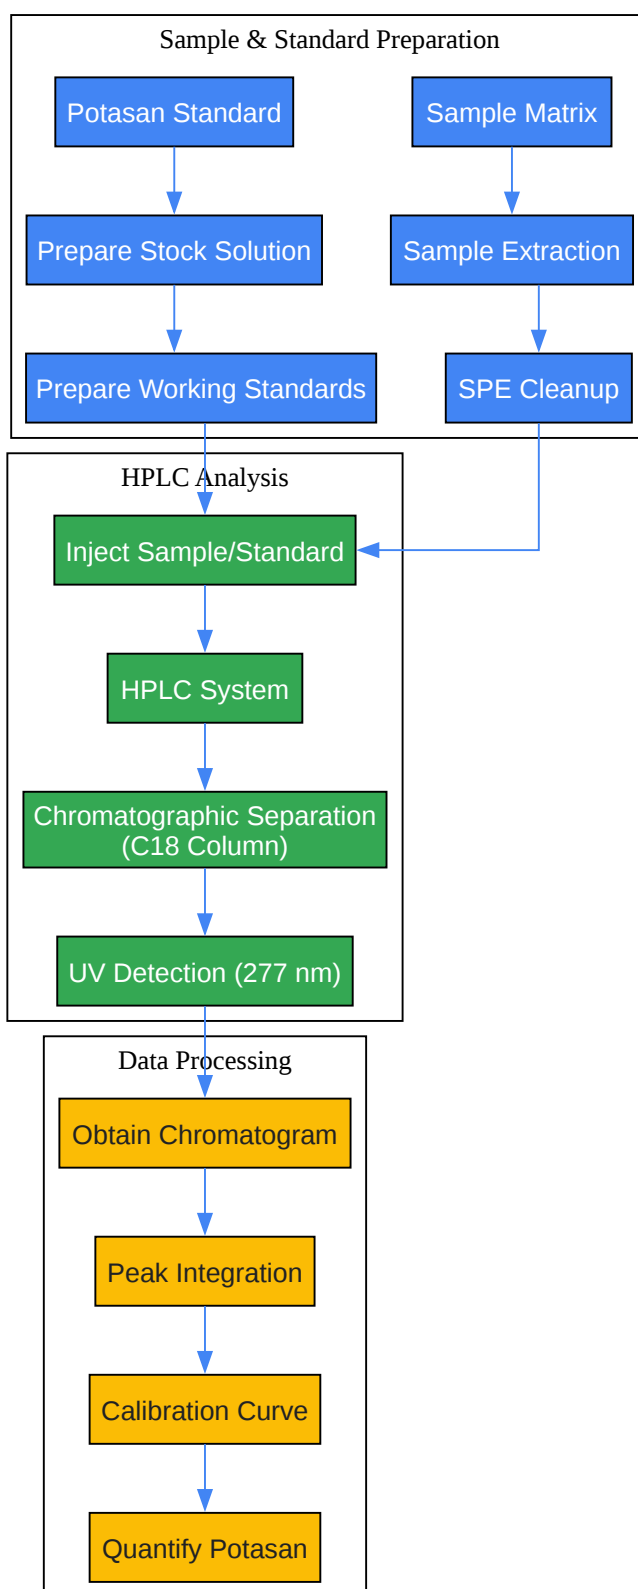 Sample & Standard Preparation
Potasan Standard
Sample Matrix
Prepare Stock Solution
Sample Extraction
Prepare Working Standards
SPE Cleanup
HPLC Analysis
Inject Sample/Standard
HPLC System
Chromatographic Separation
(C18 Column)
UV Detection (277 nm)
Data Processing
Obtain Chromatogram
Peak Integration
Calibration Curve
Quantify Potasan